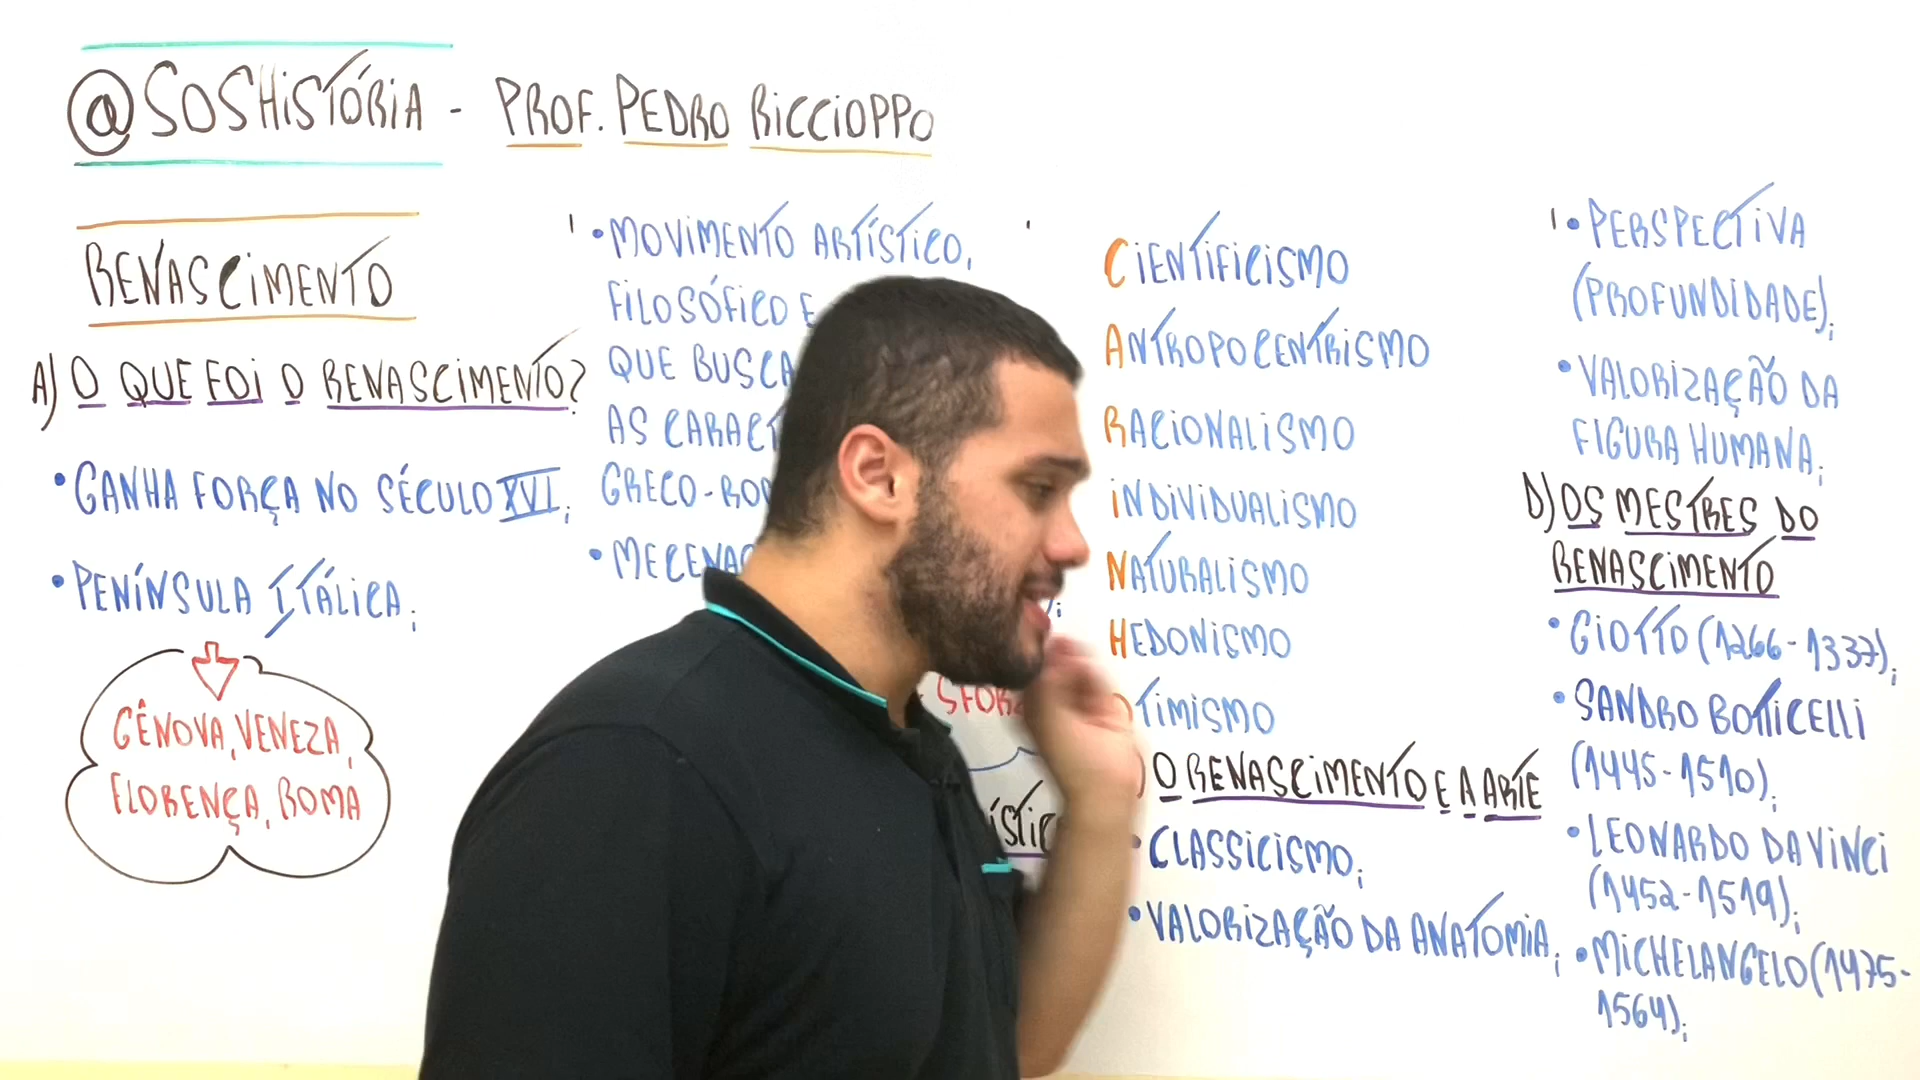 @SOSHISTÓRIA - PROF. PEDRO RICCIOPPO
RENASCIMENTO
A) O QUE FOI O RENASCIMENTO?
• GANHA FORÇA NO SÉCULO XVI;
• PENÍNSULA ITÁLICA;
GÊNOVA, VENEZA,
FLORENÇA, ROMA
• MOVIMENTO ARTÍSTICO,
FILOSÓFICO E
QUE BUSCA
AS
GRECO-
CIENTIFICISMO
ANTROPOCENTRISMO
RACIONALISMO
INDIVIDUALISMO
NATURALISMO
HEDONISMO
OTIMISMO
) O RENASCIMENTO E A ARTE
• CLASSICISMO;
• VALORIZAÇÃO DA ANATOMIA;
• PERSPECTIVA
(PROFUNDIDADE);
• VALORIZAÇÃO DA
FIGURA HUMANA;
D) OS MESTRES DO
RENASCIMENTO
• GIOTTO (1266-1337);
• SANDRO BOTTICELLI
(1445-1510);
• LEONARDO DA VINCI
(1452-1519);
• MICHELANGELO (1475-
1564);